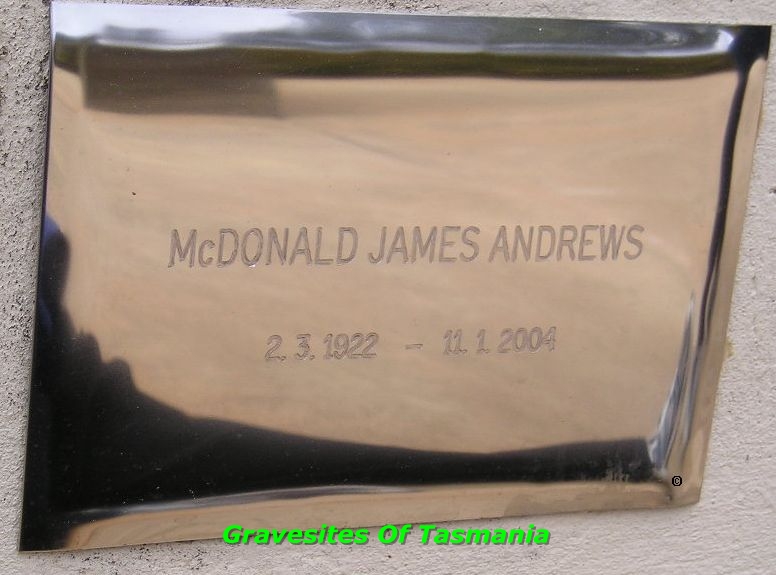 McDONALD JAMES ANDREWS
2. 3. 1922 – 11. 1. 2004
©
Gravesites Of Tasmania